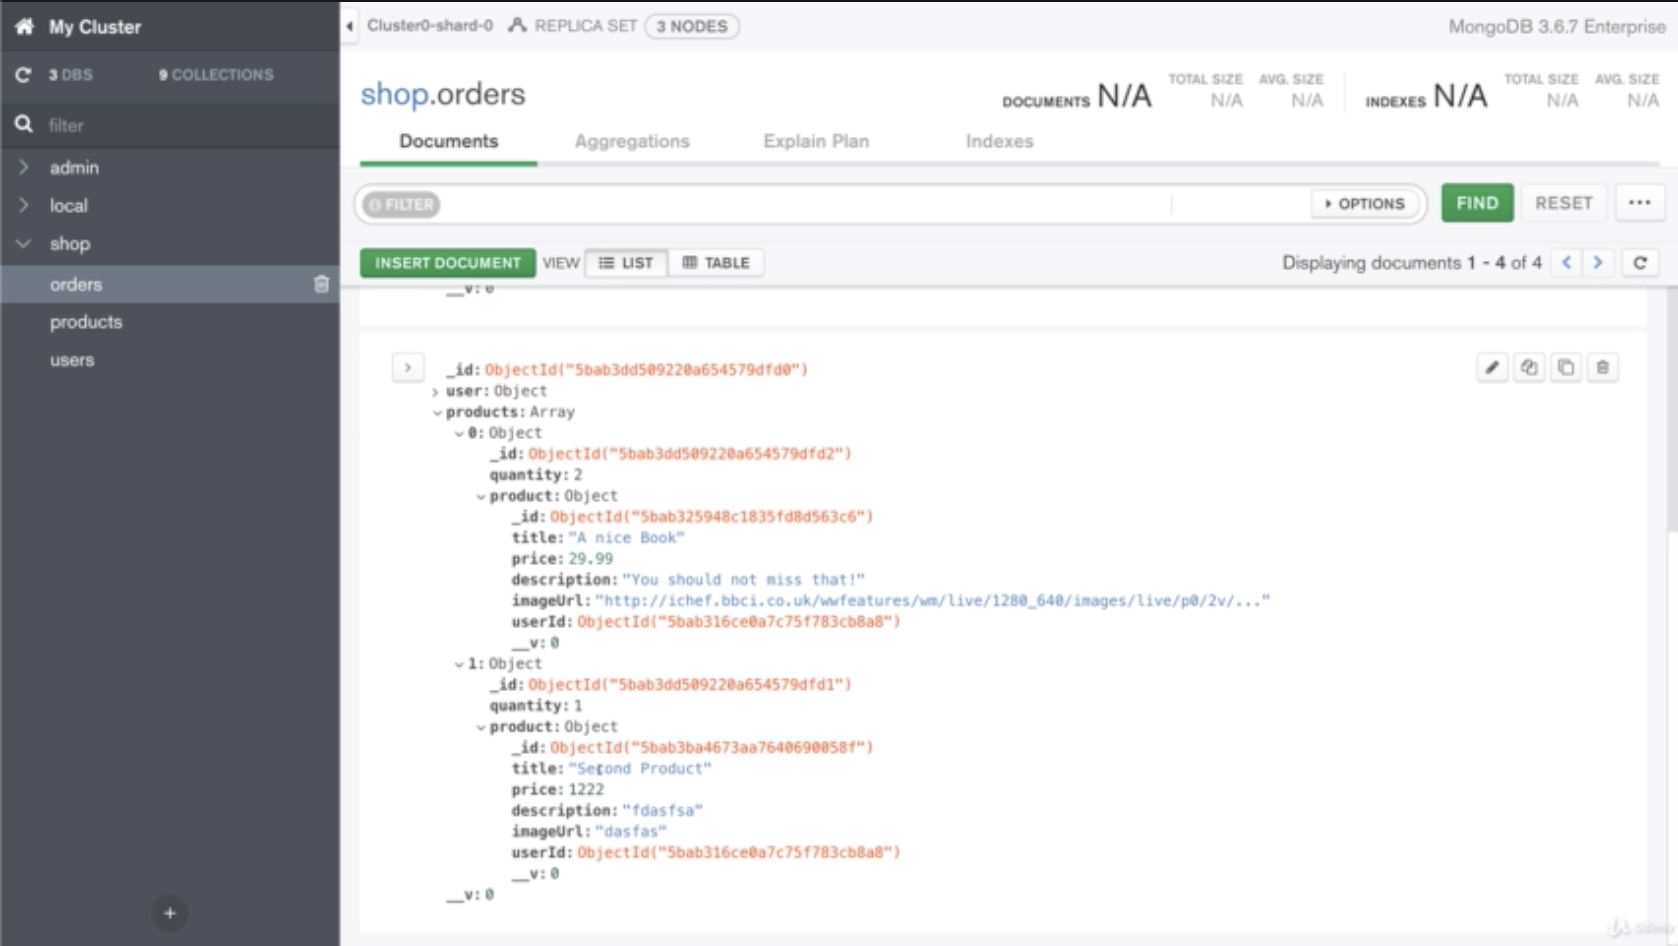 My Cluster
3 DBS 9 COLLECTIONS
filter
admin
local
shop
orders
products
users
+
Cluster0-shard-0 REPLICA SET 3 NODES MongoDB 3.6.7 Enterprise
shop.orders
DOCUMENTS N/A TOTAL SIZE N/A AVG. SIZE N/A INDEXES N/A TOTAL SIZE N/A AVG. SIZE N/A
Documents Aggregations Explain Plan Indexes
FILTER OPTIONS FIND RESET ...
INSERT DOCUMENT VIEW LIST TABLE Displaying documents 1 - 4 of 4
__v: 0
_id: ObjectId("5bab3dd509220a654579dfd0")
user: Object
products: Array
0: Object
_id: ObjectId("5bab3dd509220a654579dfd2")
quantity: 2
product: Object
_id: ObjectId("5bab325948c1835fd8d563c6")
title: "A nice Book"
price: 29.99
description: "You should not miss that!"
imageUrl: "http://ichef.bbci.co.uk/wwfeatures/wm/live/1280_640/images/live/p0/2v/..."
userId: ObjectId("5bab316ce0a7c75f783cb8a8")
__v: 0
1: Object
_id: ObjectId("5bab3dd509220a654579dfd1")
quantity: 1
product: Object
_id: ObjectId("5bab3ba4673aa7640690058f")
title: "Second Product"
price: 1222
description: "fdasfsa"
imageUrl: "dasfas"
userId: ObjectId("5bab316ce0a7c75f783cb8a8")
__v: 0
__v: 0